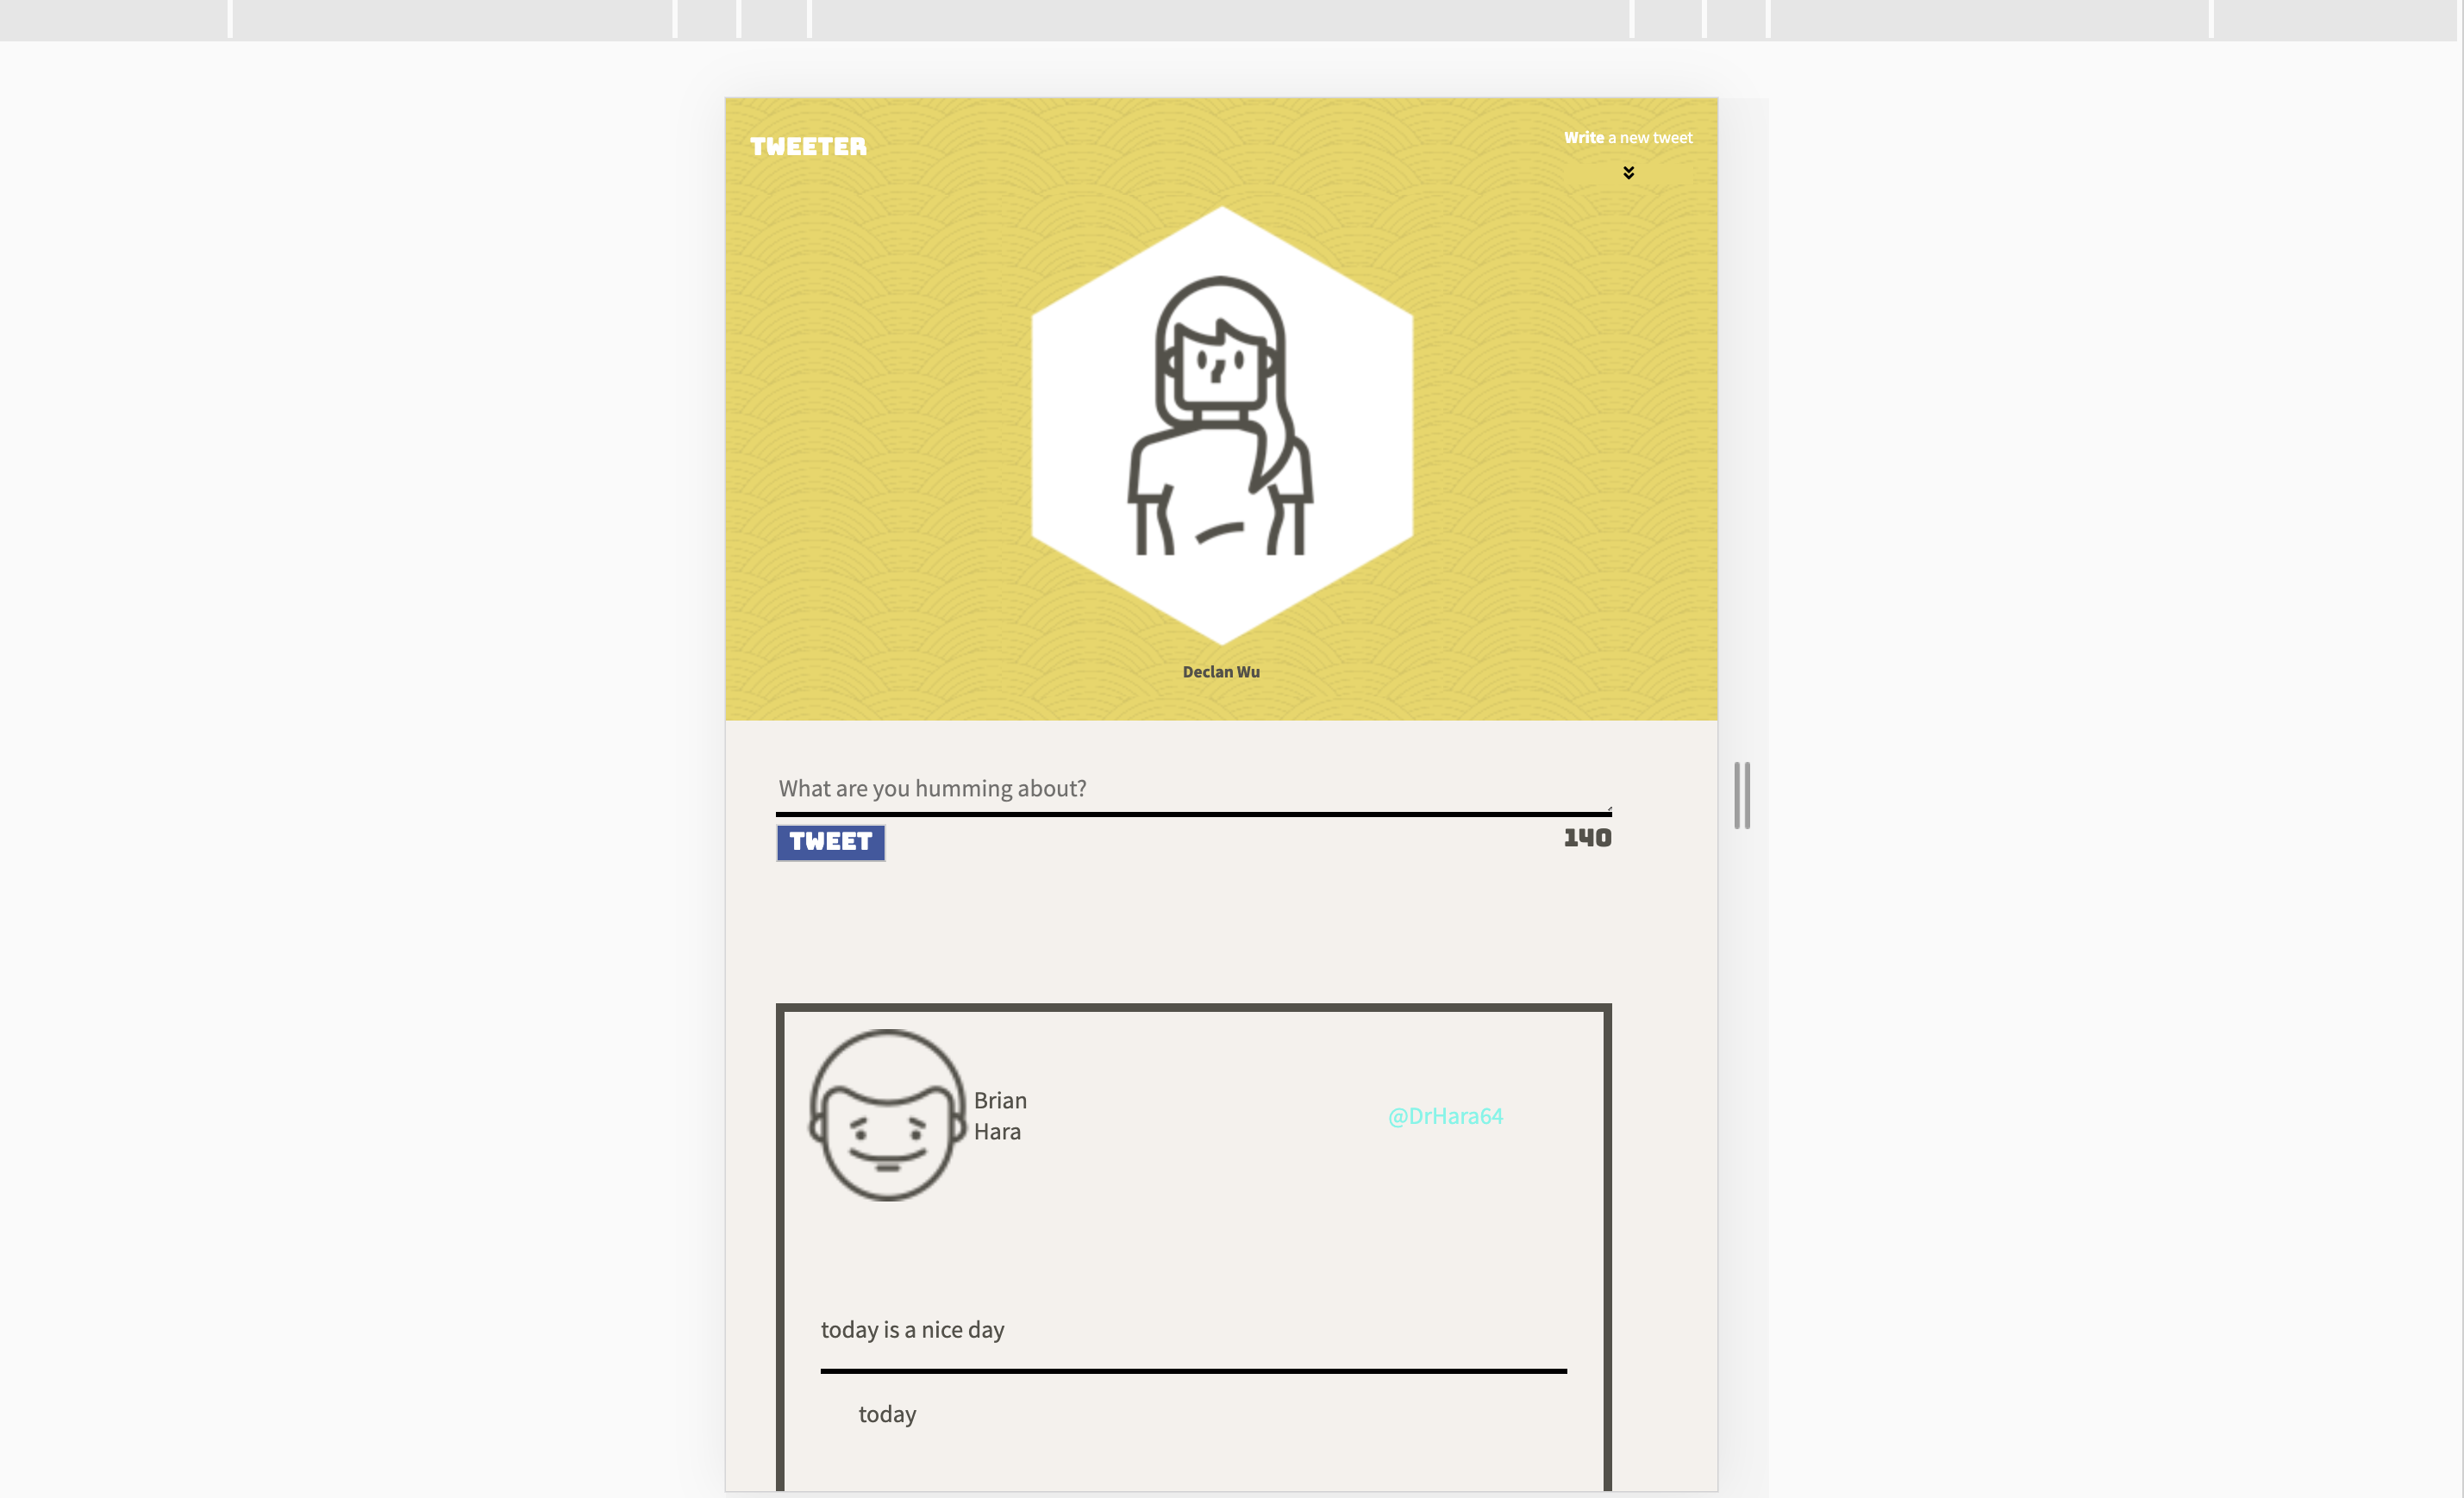 TWEETER
Write a new tweet
Declan Wu
What are you humming about?
TWEET
140
Brian
Hara
@DrHara64
today is a nice day
today